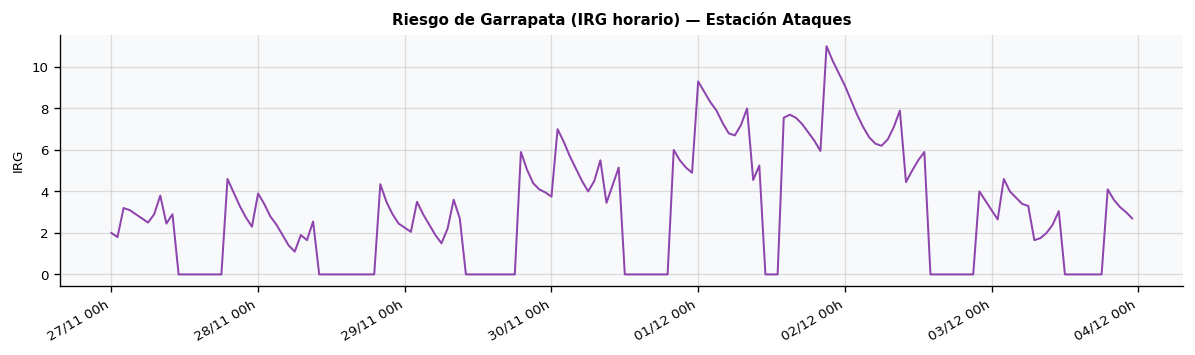 Riesgo de Garrapata (IRG horario) — Estación Ataques
IRG
10
8
6
4
2
0
27/11 00h
28/11 00h
29/11 00h
30/11 00h
01/12 00h
02/12 00h
03/12 00h
04/12 00h